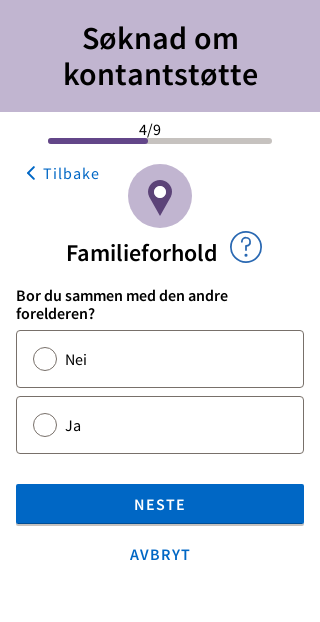 Søknad om
kontantstøtte
4/9
Tilbake
Familieforhold
?
Bor du sammen med den andre
forelderen?
Nei
Ja
NESTE
AVBRYT